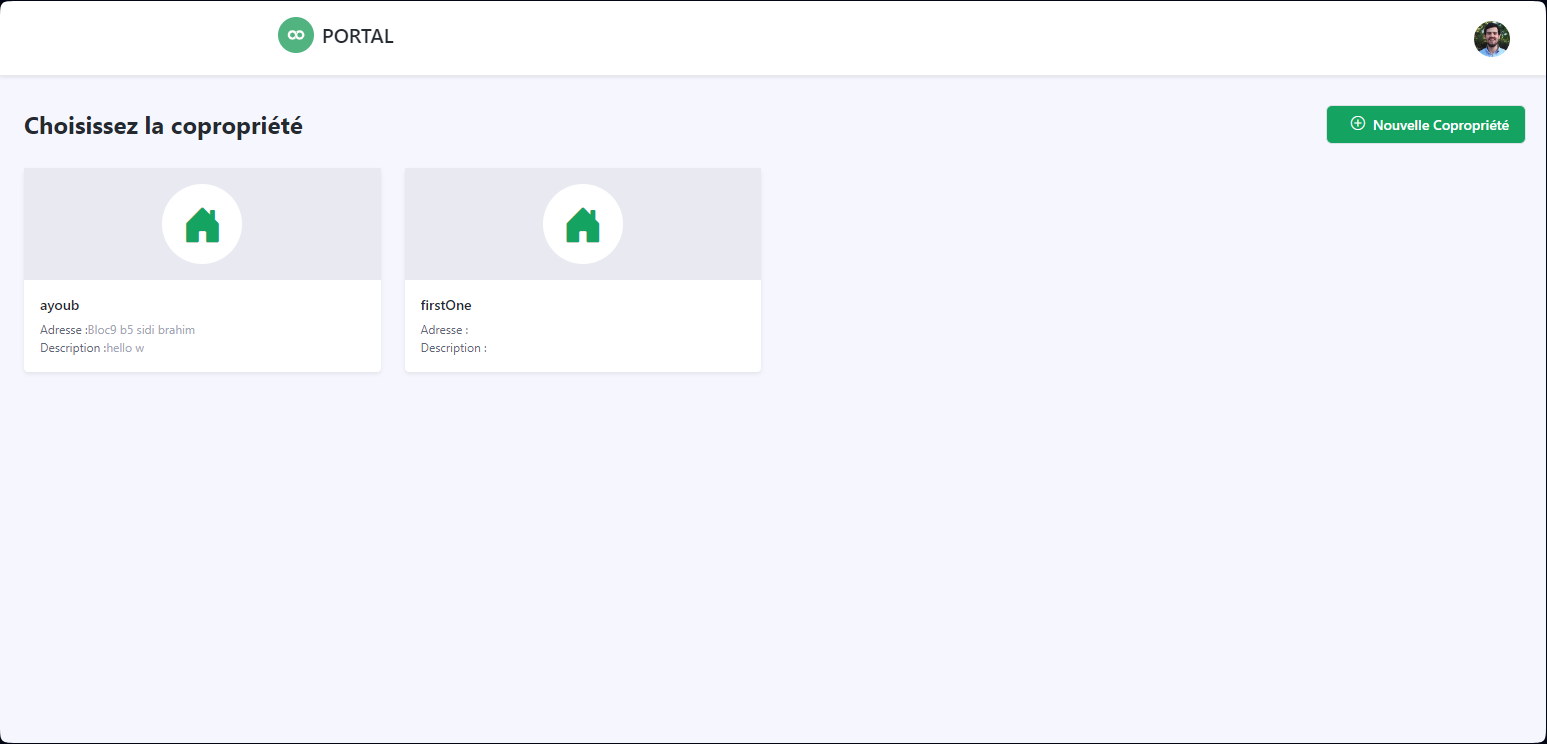 PORTAL
Choisissez la copropriété
Nouvelle Copropriété
ayoub
Adresse :Bloc9 b5 sidi brahim
Description :hello w
firstOne
Adresse :
Description :